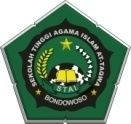 SEKOLAH TINGGI AGAMA ISLAM AT-TAQWA
STAI
BONDOWOSO